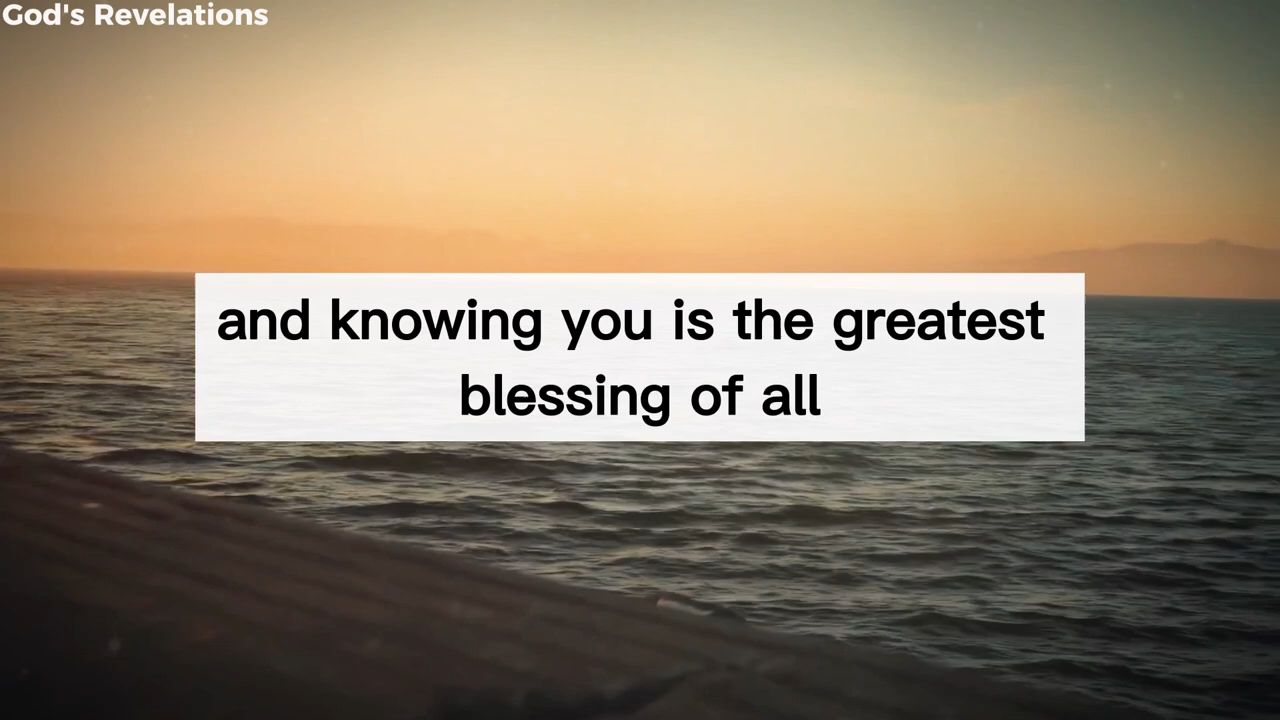 God's Revelations
and knowing you is the greatest
blessing of all